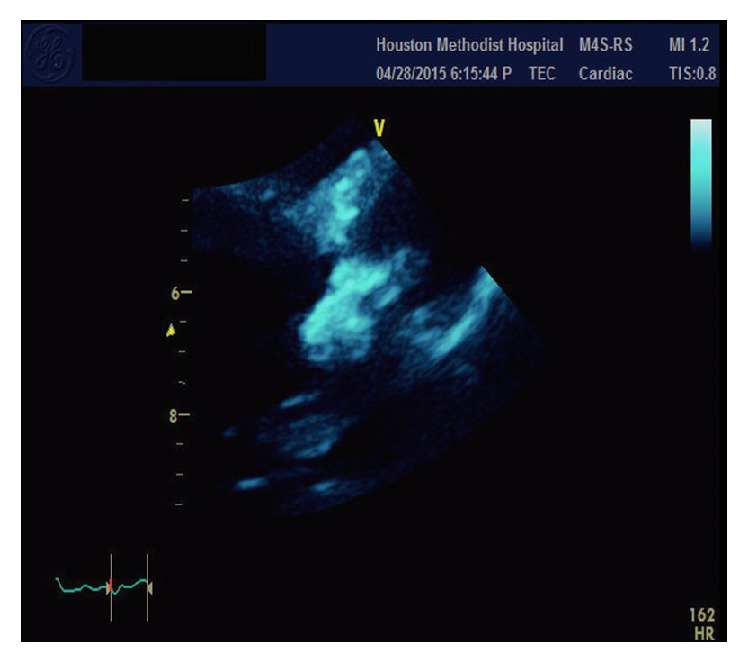 Houston Methodist Hospital M4S-RS MI 1.2
04/28/2015 6:15:44 P TEC Cardiac TIS:0.8
V
6
8
162
HR